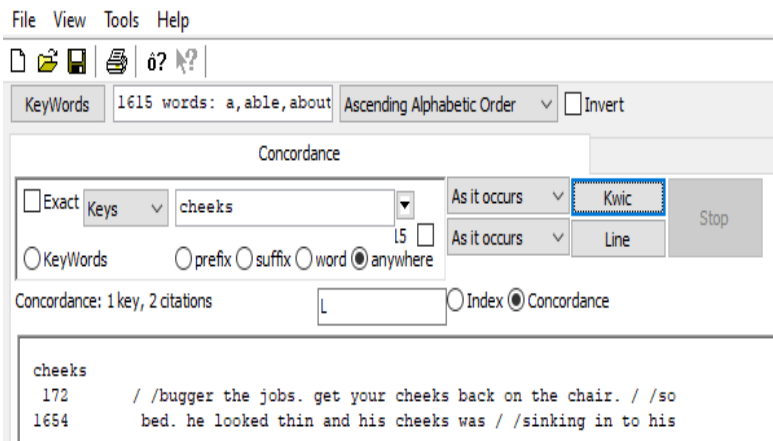 File View Tools Help
ô?
KeyWords 1615 words: a,able,about Ascending Alphabetic Order Invert
Concordance
Exact Keys cheeks As it occurs Kwic Stop
15 As it occurs Line
KeyWords prefix suffix word anywhere
Concordance: 1 key, 2 citations L Index Concordance
cheeks
172 / /bugger the jobs. get your cheeks back on the chair. / /so
1654 bed. he looked thin and his cheeks was / /sinking in to his